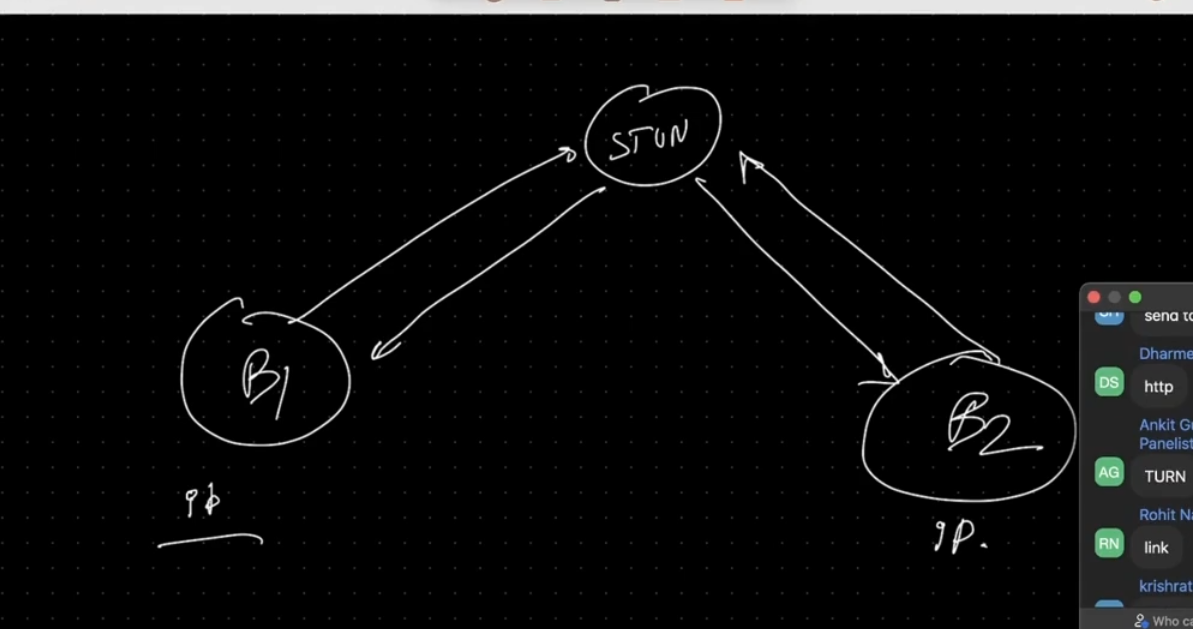 STUN
B1
B2
ip
IP.
send to
Dharme
DS
http
Ankit G
Panelist
AG
TURN
Rohit Na
RN
link
krishrat
Who ca